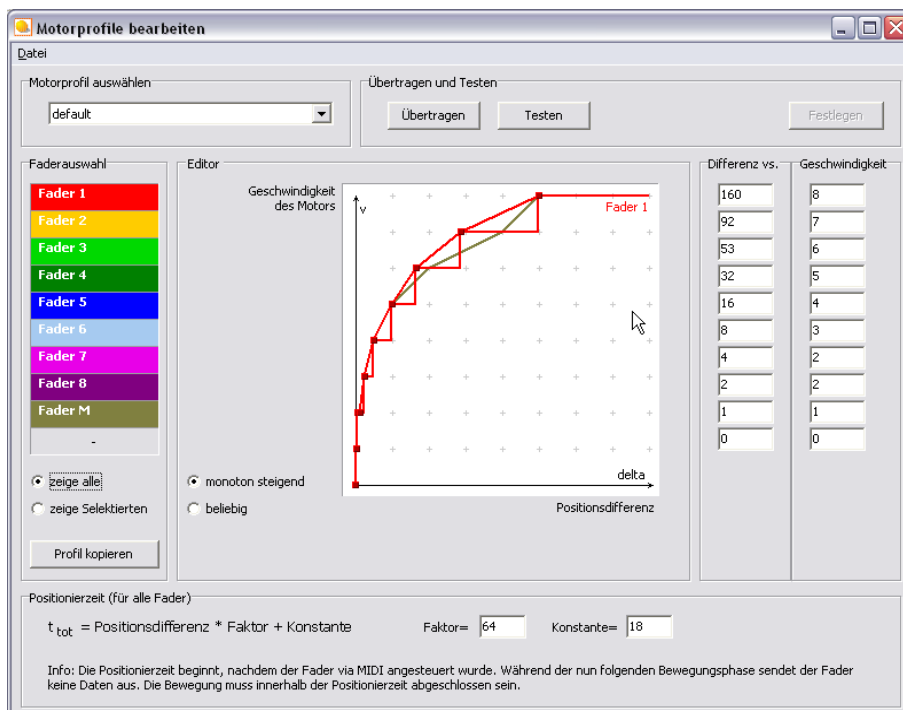 Motorprofile bearbeiten
Datei
Motorprofil auswählen
default
Übertragen und Testen
Übertragen
Testen
Festlegen
Faderauswahl
Fader 1
Fader 2
Fader 3
Fader 4
Fader 5
Fader 6
Fader 7
Fader 8
Fader M
-
zeige alle
zeige Selektierten
Profil kopieren
Editor
Geschwindigkeit
des Motors
v
Fader 1
delta
Positionsdifferenz
monoton steigend
beliebig
Differenz vs. Geschwindigkeit
160 8
92 7
53 6
32 5
16 4
8 3
4 2
2 2
1 1
0 0
Positionierzeit (für alle Fader)
t tot = Positionsdifferenz * Faktor + Konstante
Faktor= 64
Konstante= 18
Info: Die Positionierzeit beginnt, nachdem der Fader via MIDI angesteuert wurde. Während der nun folgenden Bewegungsphase sendet der Fader
keine Daten aus. Die Bewegung muss innerhalb der Positionierzeit abgeschlossen sein.